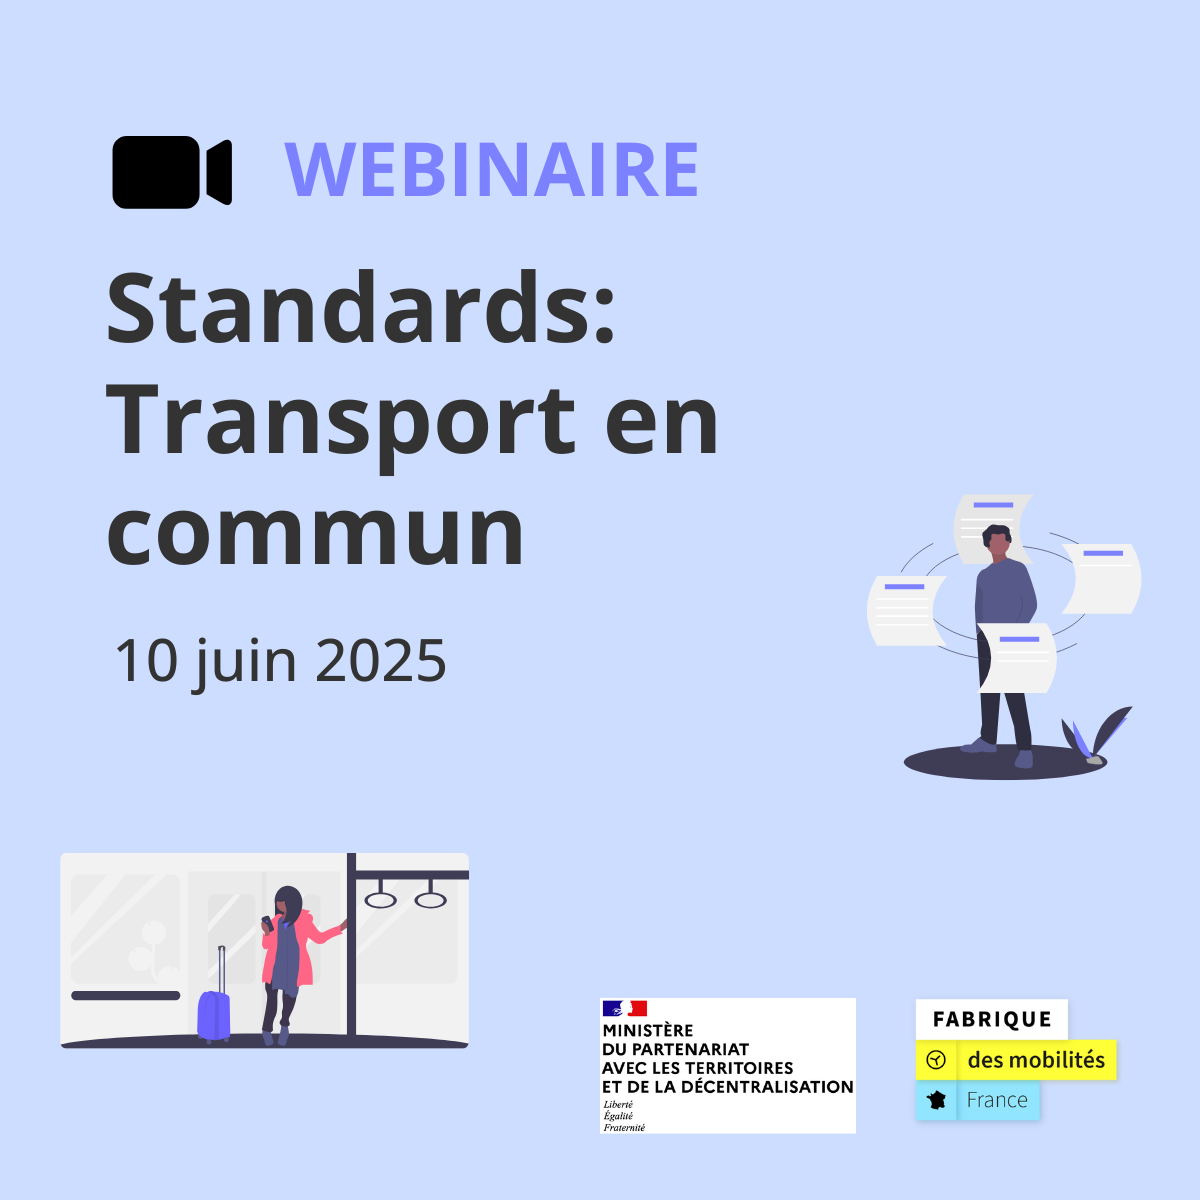 WEBINAIRE
Standards:
Transport en
commun
10 juin 2025
MINISTÈRE
DU PARTENARIAT
AVEC LES TERRITOIRES
ET DE LA DÉCENTRALISATION
Liberté
Égalité
Fraternité
FABRIQUE
des mobilités
France